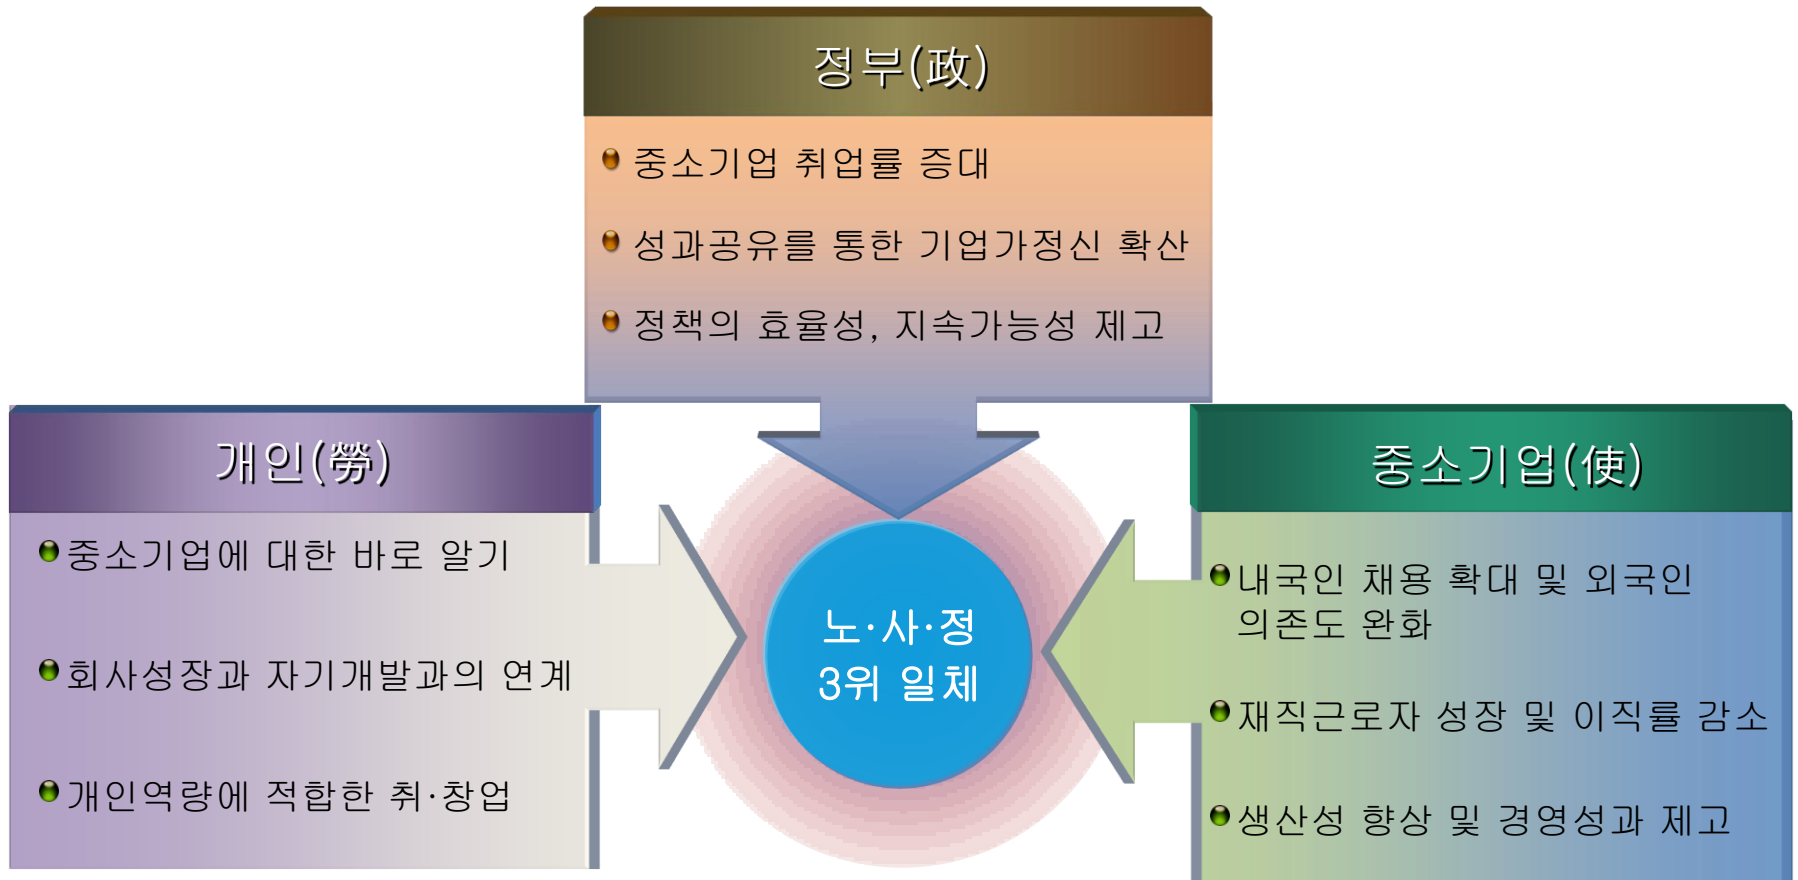 정부(政)
중소기업 취업률 증대
성과공유를 통한 기업가정신 확산
정책의 효율성, 지속가능성 제고
개인(勞)
중소기업에 대한 바로 알기
회사성장과 자기개발과의 연계
개인역량에 적합한 취·창업
노·사·정
3위 일체
중소기업(使)
내국인 채용 확대 및 외국인
의존도 완화
재직근로자 성장 및 이직률 감소
생산성 향상 및 경영성과 제고